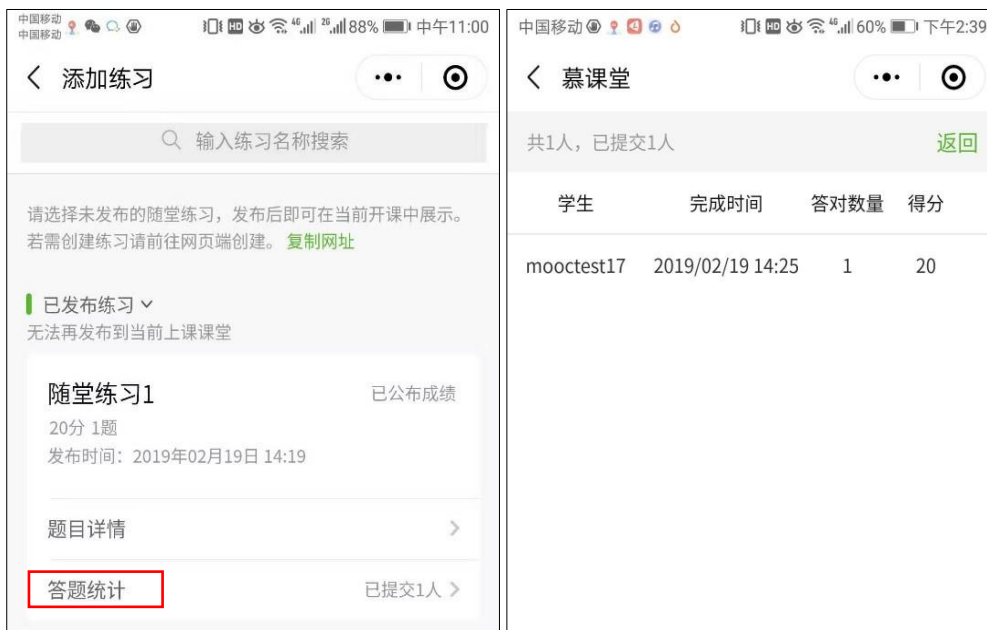 中国移动
中国移动
46
26
88%
中午11:00
添加练习
输入练习名称搜索
请选择未发布的随堂练习，发布后即可在当前开课中展示。
若需创建练习请前往网页端创建。 复制网址
已发布练习
无法再发布到当前上课课堂
随堂练习1
已公布成绩
20分 1题
发布时间：2019年02月19日 14:19
题目详情
答题统计
已提交1人
中国移动
HD
46
60%
下午2:39
慕课堂
共1人，已提交1人
返回
学生 完成时间 答对数量 得分
mooctest17 2019/02/19 14:25 1 20